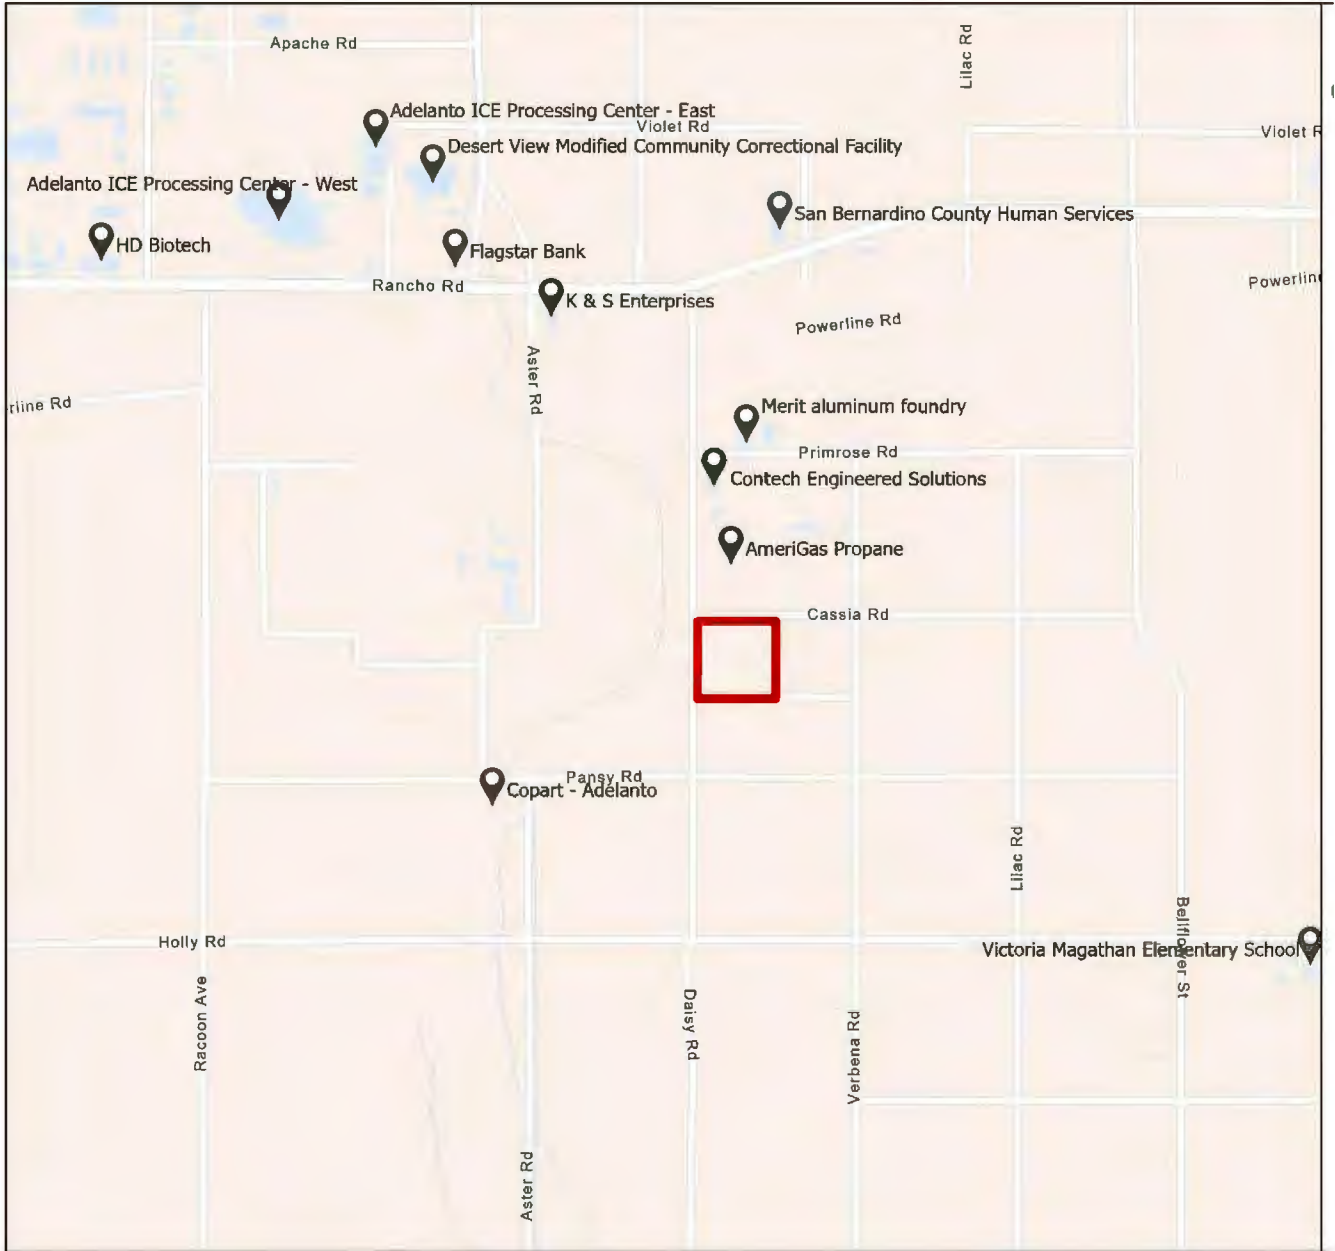 Apache Rd
Lilac Rd
Adelanto ICE Processing Center - East
Violet Rd
Violet R
Desert View Modified Community Correctional Facility
Adelanto ICE Processing Center - West
San Bernardino County Human Services
HD Biotech
Flagstar Bank
Rancho Rd
Powerline
K & S Enterprises
Powerline Rd
Aster Rd
rline Rd
Merit aluminum foundry
Primrose Rd
Contech Engineered Solutions
AmeriGas Propane
Cassia Rd
Pansy Rd
Copart - Adelanto
Lilac Rd
Bellflower St
Holly Rd
Victoria Magathan Elementary School
Racoon Ave
Daisy Rd
Verbena Rd
Aster Rd